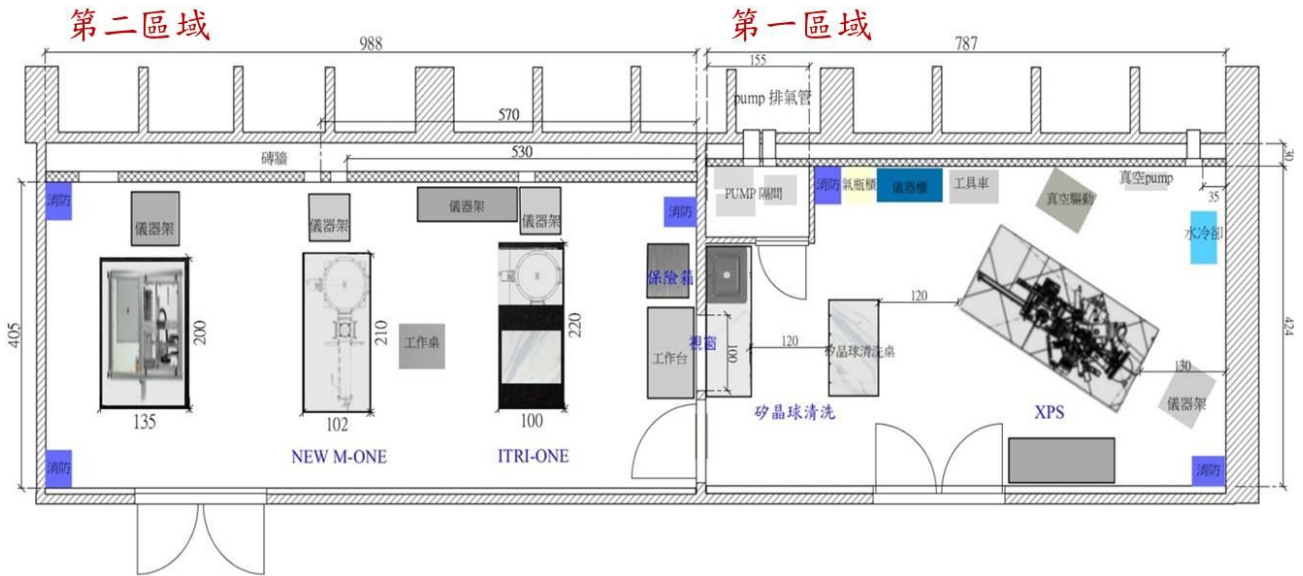 第二區域
第一區域
988
787
155
pump 排氣管
570
530
磚牆
30
消防
儀器架
儀器架
儀器架
儀器架
消防
PUMP 隔間
消防
氣瓶櫃
儀器櫃
工具車
真空驅動
真空pump
35
水冷卻
保險箱
405
200
210
工作桌
220
工作台
視窗
100
120
120
矽晶球清洗桌
424
130
儀器架
135
102
100
矽晶球清洗
XPS
NEW M-ONE
ITRI-ONE
消防
消防